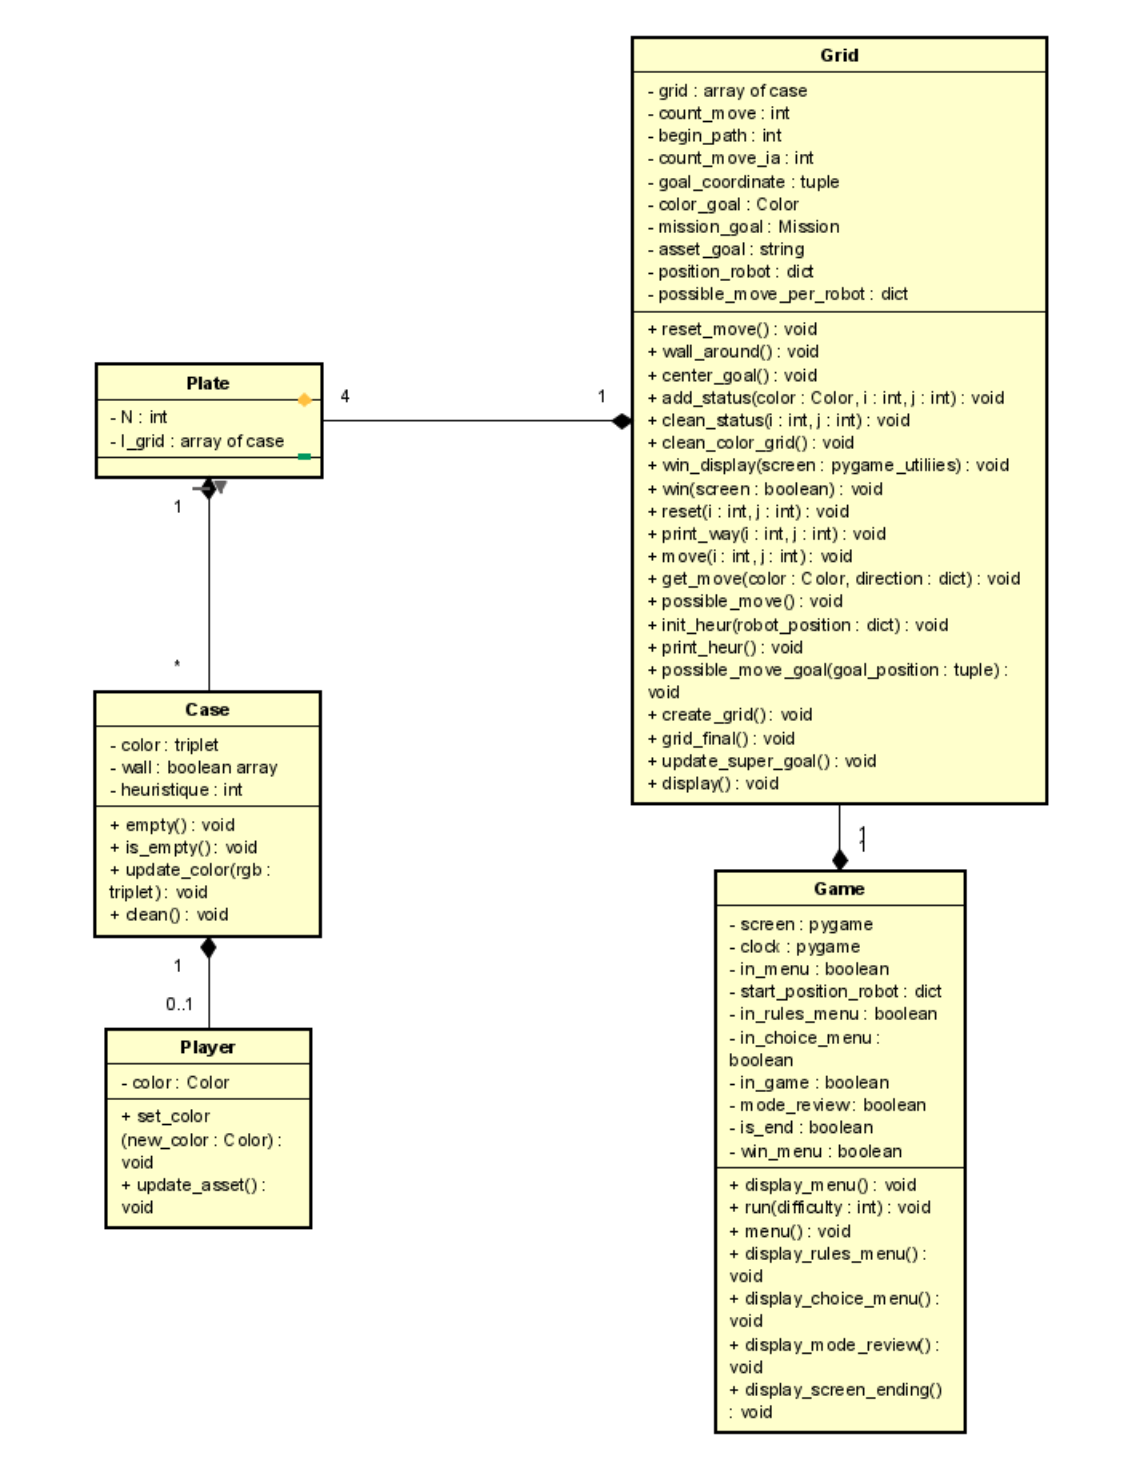 Grid
- grid : array of case
- count_move : int
- begin_path : int
- count_move_ia : int
- goal_coordinate : tuple
- color_goal : Color
- mission_goal : Mission
- asset_goal : string
- position_robot : dict
- possible_move_per_robot : dict
+ reset_move() : void
+ wall_around() : void
+ center_goal() : void
+ add_status(color : Color, i : int, j : int) : void
+ clean_status(i : int, j : int) : void
+ clean_color_grid() : void
+ win_display(screen : pygame_utiliies) : void
+ win(screen : boolean) : void
+ reset(i : int, j : int) : void
+ print_way(i : int, j : int) : void
+ move(i : int, j : int) : void
+ get_move(color : Color, direction : dict) : void
+ possible_move() : void
+ init_heur(robot_position : dict) : void
+ print_heur() : void
+ possible_move_goal(goal_position : tuple) :
void
+ create_grid() : void
+ grid_final() : void
+ update_super_goal() : void
+ display() : void
Plate
- N : int
- l_grid : array of case
4
1
1
*
Case
- color : triplet
- wall : boolean array
- heuristique : int
+ empty() : void
+ is_empty() : void
+ update_color(rgb :
triplet) : void
+ clean() : void
1
0..1
Player
- color : Color
+ set_color
(new_color : Color) :
void
+ update_asset() :
void
1
1
Game
- screen : pygame
- clock : pygame
- in_menu : boolean
- start_position_robot : dict
- in_rules_menu : boolean
- in_choice_menu :
boolean
- in_game : boolean
- mode_review : boolean
- is_end : boolean
- win_menu : boolean
+ display_menu() : void
+ run(difficulty : int) : void
+ menu() : void
+ display_rules_menu() :
void
+ display_choice_menu() :
void
+ display_mode_review() :
void
+ display_screen_ending()
: void